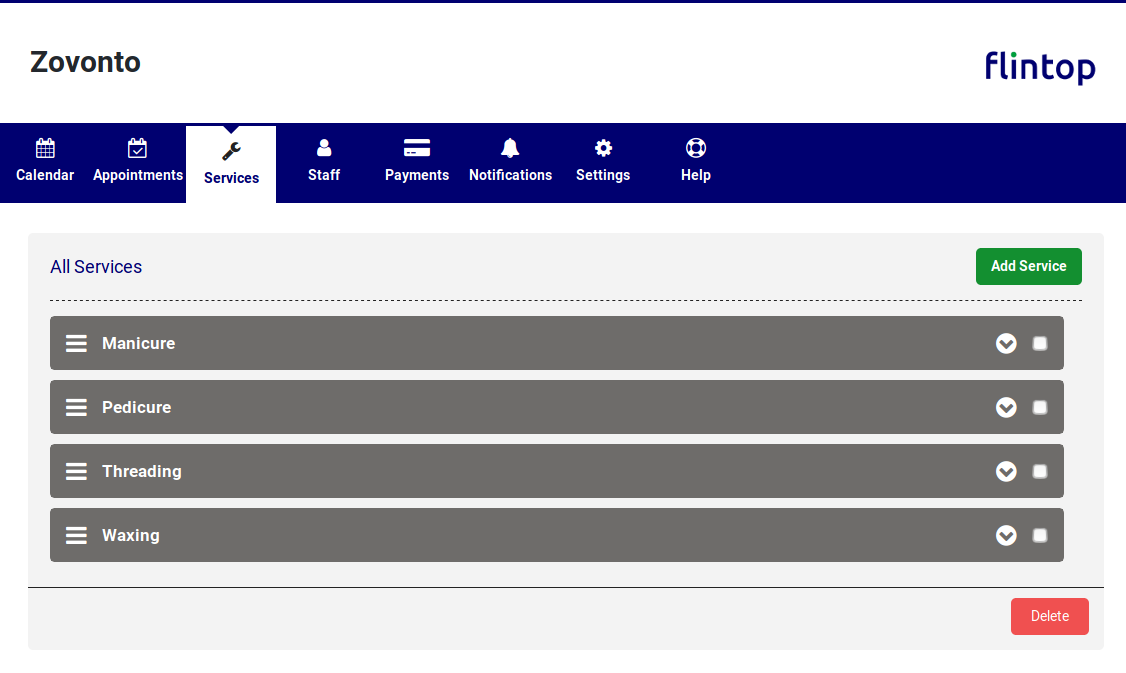 Zovonto
flintop
Calendar
Appointments
Services
Staff
Payments
Notifications
Settings
Help
All Services
Add Service
Manicure
Pedicure
Threading
Waxing
Delete